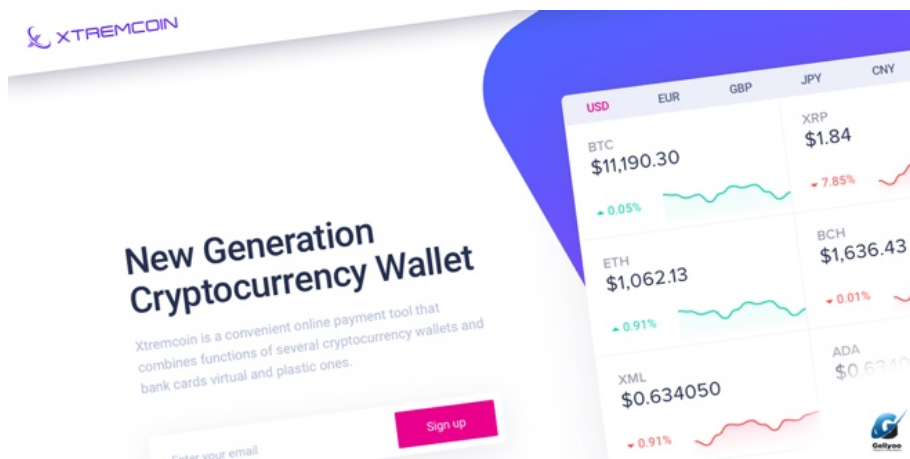 XTREMCOIN
New Generation
Cryptocurrency Wallet
Xtremcoin is a convenient online payment tool that
combines functions of several cryptocurrency wallets and
bank cards virtual and plastic ones.
Enter your email
Sign up
USD EUR GBP JPY CNY
BTC
$11,190.30
0.05%
XRP
$1.84
7.85%
ETH
$1,062.13
0.91%
BCH
$1,636.43
0.01%
XML
$0.634050
0.91%
ADA
$0.6340
Gellyoo